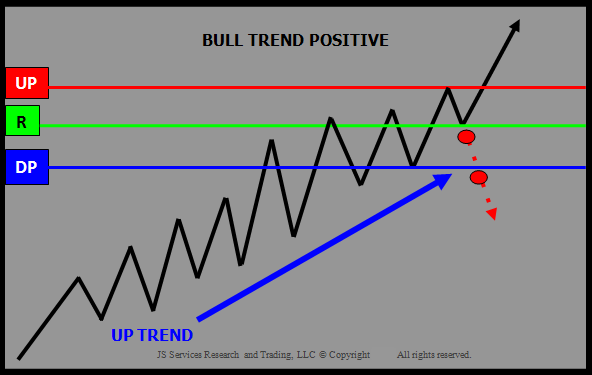 BULL TREND POSITIVE
UP
R
DP
UP TREND
JS Services Research and Trading, LLC © Copyright All rights reserved.